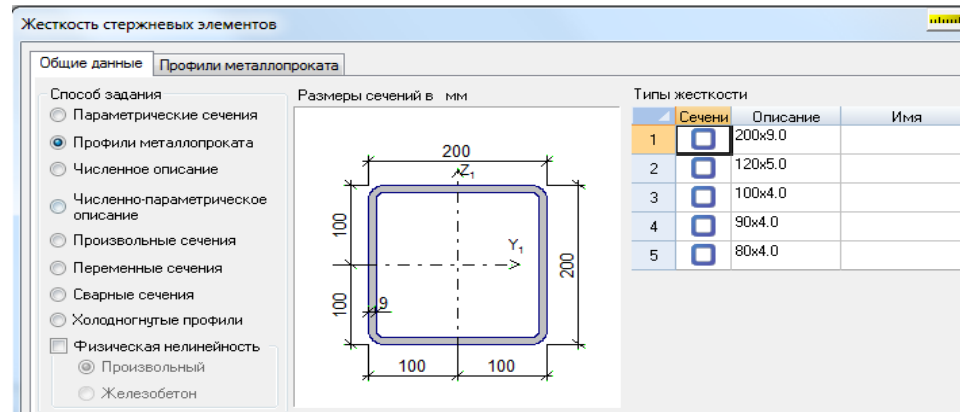 Жесткость стержневых элементов
Общие данные
Профили металлопроката
Способ задания
Параметрические сечения
Профили металлопроката
Численное описание
Численно-параметрическое
описание
Произвольные сечения
Переменные сечения
Сварные сечения
Холодногнутые профили
Физическая нелинейность
Произвольный
Железобетон
Размеры сечений в мм
200
Z1
100
Y1
200
100
9
100
100
Типы жесткости
Сечени Описание Имя
1 200x9.0
2 120x5.0
3 100x4.0
4 90x4.0
5 80x4.0